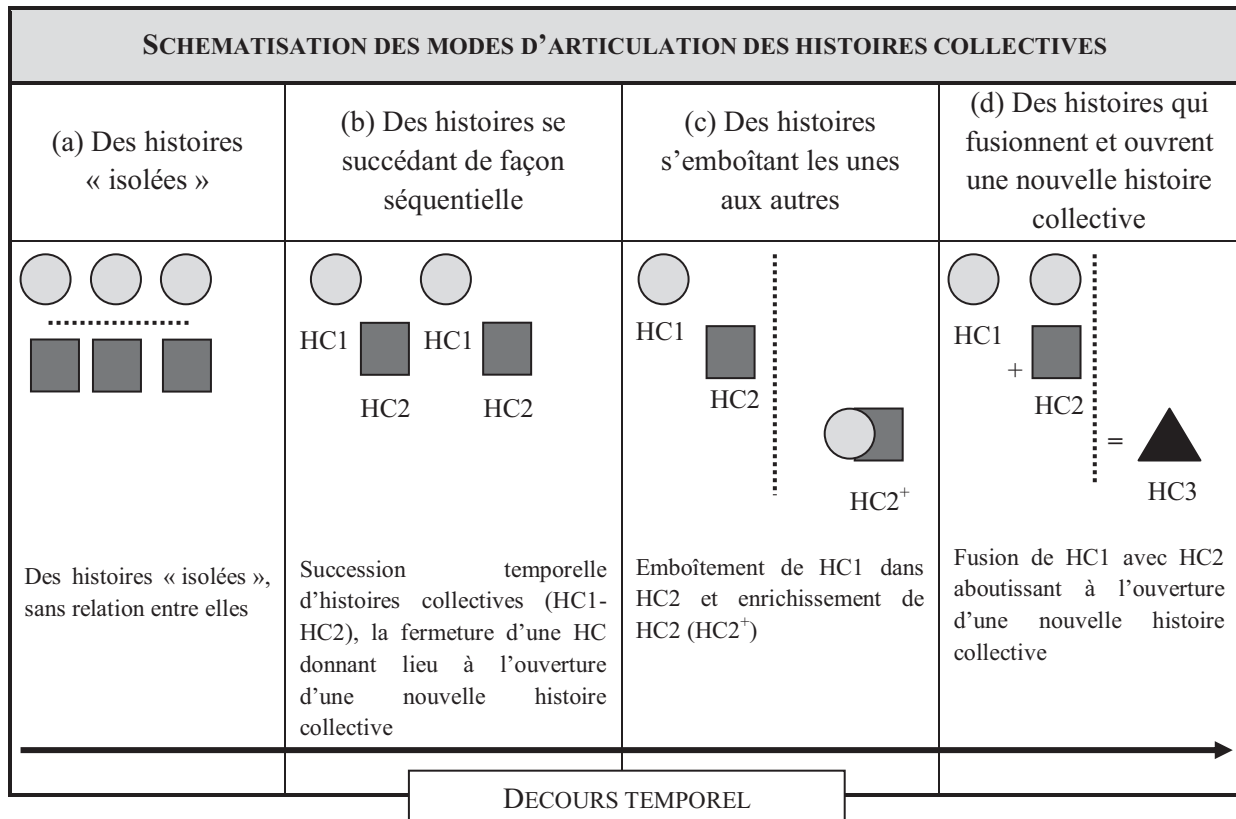 SCHEMATISATION DES MODES D'ARTICULATION DES HISTOIRES COLLECTIVES
(a) Des histoires
« isolées »
(b) Des histoires se
succédant de façon
séquentielle
(c) Des histoires
s'emboîtant les unes
aux autres
(d) Des histoires qui
fusionnent et ouvrent
une nouvelle histoire
collective
HC1
HC1
HC2
HC2
HC1
HC2
HC2⁺
HC1
+
HC2
=
HC3
Des histoires « isolées »,
sans relation entre elles
Succession temporelle
d'histoires collectives (HC1-
HC2), la fermeture d'une HC
donnant lieu à l'ouverture
d'une nouvelle histoire
collective
Emboîtement de HC1 dans
HC2 et enrichissement de
HC2 (HC2⁺)
Fusion de HC1 avec HC2
aboutissant à l'ouverture
d'une nouvelle histoire
collective
DECOURS TEMPOREL